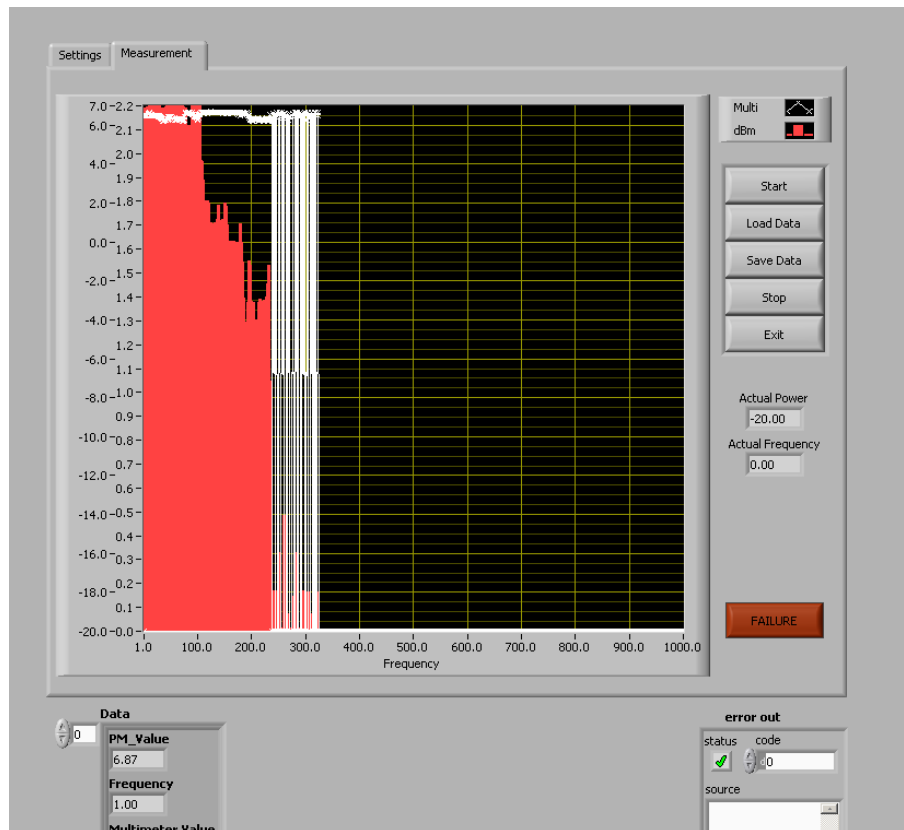 Settings Measurement
7.0 2.2
6.0 2.1
2.0
4.0
1.9
2.0 1.8
1.7
0.0 1.6
-2.0 1.5
1.4
-4.0 1.3
1.2
-6.0
1.1
-8.0 1.0
0.9
-10.0 0.8
0.7
-12.0
0.6
-14.0 0.5
0.4
-16.0 0.3
-18.0 0.2
0.1
-20.0 0.0
1.0 100.0 200.0 300.0 400.0 500.0 600.0 700.0 800.0 900.0 1000.0
Frequency
Multi
dBm
Start
Load Data
Save Data
Stop
Exit
Actual Power
-20.00
Actual Frequency
0.00
FAILURE
Data
0
PM_Value
6.87
Frequency
1.00
Multimeter Value
error out
status code
0
source